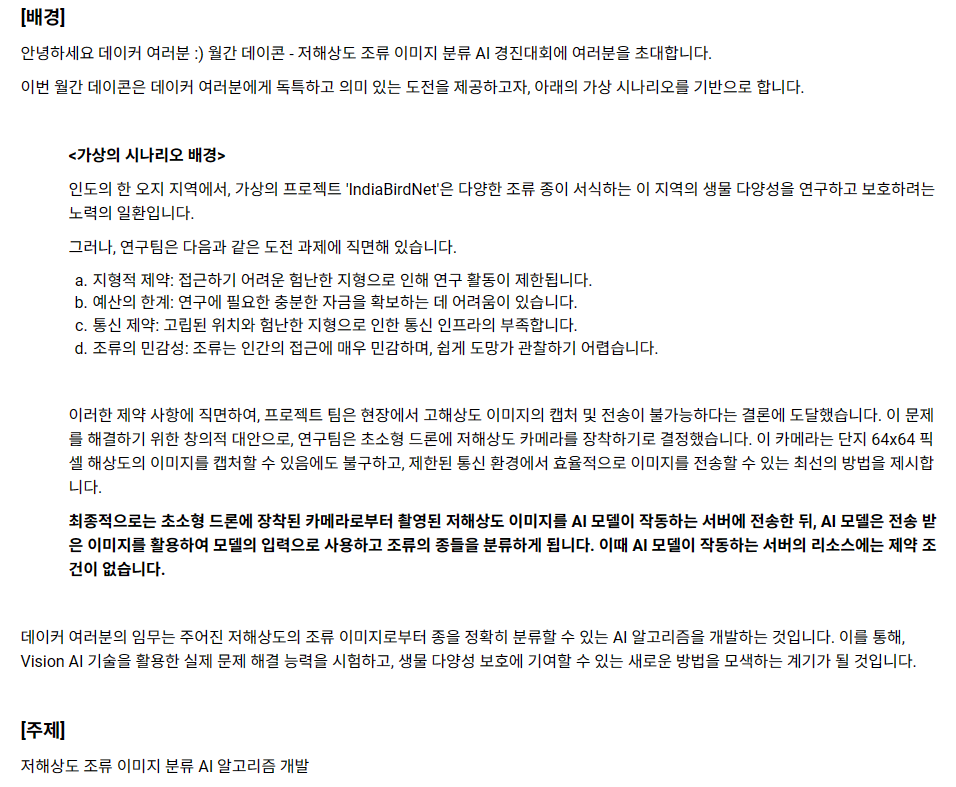 [배경]
안녕하세요 데이커 여러분 :) 월간 데이콘 - 저해상도 조류 이미지 분류 AI 경진대회에 여러분을 초대합니다.
이번 월간 데이콘은 데이커 여러분에게 독특하고 의미 있는 도전을 제공하고자, 아래의 가상 시나리오를 기반으로 합니다.
<가상의 시나리오 배경>
인도의 한 오지 지역에서, 가상의 프로젝트 'IndiaBirdNet'은 다양한 조류 종이 서식하는 이 지역의 생물 다양성을 연구하고 보호하려는
노력의 일환입니다.
그러나, 연구팀은 다음과 같은 도전 과제에 직면해 있습니다.
a. 지형적 제약: 접근하기 어려운 험난한 지형으로 인해 연구 활동이 제한됩니다.
b. 예산의 한계: 연구에 필요한 충분한 자금을 확보하는 데 어려움이 있습니다.
c. 통신 제약: 고립된 위치와 험난한 지형으로 인한 통신 인프라의 부족합니다.
d. 조류의 민감성: 조류는 인간의 접근에 매우 민감하며, 쉽게 도망가 관찰하기 어렵습니다.
이러한 제약 사항에 직면하여, 프로젝트 팀은 현장에서 고해상도 이미지의 캡처 및 전송이 불가능하다는 결론에 도달했습니다. 이 문제
를 해결하기 위한 창의적 대안으로, 연구팀은 초소형 드론에 저해상도 카메라를 장착하기로 결정했습니다. 이 카메라는 단지 64x64 픽
셀 해상도의 이미지를 캡처할 수 있음에도 불구하고, 제한된 통신 환경에서 효율적으로 이미지를 전송할 수 있는 최선의 방법을 제시합
니다.
최종적으로는 초소형 드론에 장착된 카메라로부터 촬영된 저해상도 이미지를 AI 모델이 작동하는 서버에 전송한 뒤, AI 모델은 전송 받
은 이미지를 활용하여 모델의 입력으로 사용하고 조류의 종들을 분류하게 됩니다. 이때 AI 모델이 작동하는 서버의 리소스에는 제약 조
건이 없습니다.
데이커 여러분의 임무는 주어진 저해상도의 조류 이미지로부터 종을 정확히 분류할 수 있는 AI 알고리즘을 개발하는 것입니다. 이를 통해,
Vision AI 기술을 활용한 실제 문제 해결 능력을 시험하고, 생물 다양성 보호에 기여할 수 있는 새로운 방법을 모색하는 계기가 될 것입니다.
[주제]
저해상도 조류 이미지 분류 AI 알고리즘 개발